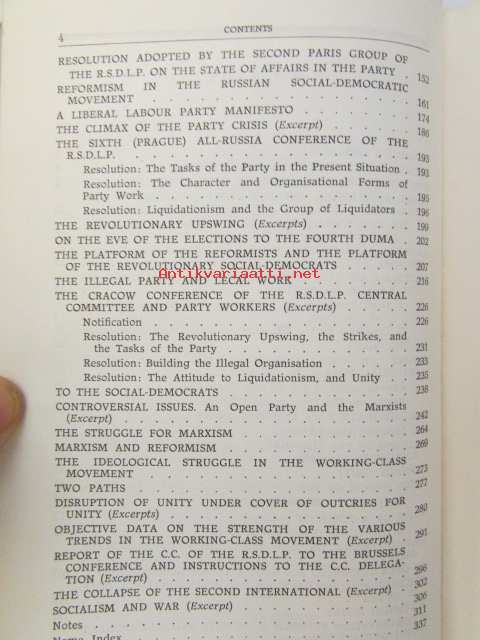 4
CONTENTS
RESOLUTION ADOPTED BY THE SECOND PARIS GROUP OF
THE R.S.D.L.P. ON THE STATE OF AFFAIRS IN THE PARTY . 152
REFORMISM IN THE RUSSIAN SOCIAL-DEMOCRATIC
MOVEMENT . . . . . . . . . . . . . . . 161
A LIBERAL LABOUR PARTY MANIFESTO . . . . . . 174
THE CLIMAX OF THE PARTY CRISIS (Excerpt) . . . . . 186
THE SIXTH (PRAGUE) ALL-RUSSIA CONFERENCE OF THE
R.S.D.L.P. . . . . . . . . . . . . . . . . 193
Resolution: The Tasks of the Party in the Present Situation . 193
Resolution: The Character and Organisational Forms of
Party Work . . . . . . . . . . . . . . . 195
Resolution: Liquidationism and the Group of Liquidators . 196
THE REVOLUTIONARY UPSWING (Excerpts) . . . . . . 199
ON THE EVE OF THE ELECTIONS TO THE FOURTH DUMA . 202
THE PLATFORM OF THE REFORMISTS AND THE PLATFORM
OF THE REVOLUTIONARY SOCIAL-DEMOCRATS . . . . 207
Antikvariaatti.net
THE ILLEGAL PARTY AND LEGAL WORK . . . . . . 216
THE CRACOW CONFERENCE OF THE R.S.D.L.P. CENTRAL
COMMITTEE AND PARTY WORKERS (Excerpts) . . . . 226
Notification . . . . . . . . . . . . . . . 226
Resolution: The Revolutionary Upswing, the Strikes, and
the Tasks of the Party . . . . . . . . . . . 231
Resolution: Building the Illegal Organisation . . . . . 233
Resolution: The Attitude to Liquidationism, and Unity . . 235
TO THE SOCIAL-DEMOCRATS . . . . . . . . . . 238
CONTROVERSIAL ISSUES. An Open Party and the Marxists
(Excerpt) . . . . . . . . . . . . . . . . 242
THE STRUGGLE FOR MARXISM . . . . . . . . . 264
MARXISM AND REFORMISM . . . . . . . . . . 269
THE IDEOLOGICAL STRUGGLE IN THE WORKING-CLASS
MOVEMENT . . . . . . . . . . . . . . . 273
TWO PATHS . . . . . . . . . . . . . . . . 277
DISRUPTION OF UNITY UNDER COVER OF OUTCRIES FOR
UNITY (Excerpts) . . . . . . . . . . . . . . 280
OBJECTIVE DATA ON THE STRENGTH OF THE VARIOUS
TRENDS IN THE WORKING-CLASS MOVEMENT (Excerpt) . 291
REPORT OF THE C.C. OF THE R.S.D.L.P. TO THE BRUSSELS
CONFERENCE AND INSTRUCTIONS TO THE C.C. DELEGA-
TION (Excerpt) . . . . . . . . . . . . . . 296
THE COLLAPSE OF THE SECOND INTERNATIONAL (Excerpt) . 302
SOCIALISM AND WAR (Excerpt) . . . . . . . . . 306
Notes . . . . . . . . . . . . . . . . . . 311
Name Index . . . . . . . . . . . . . . . . 337